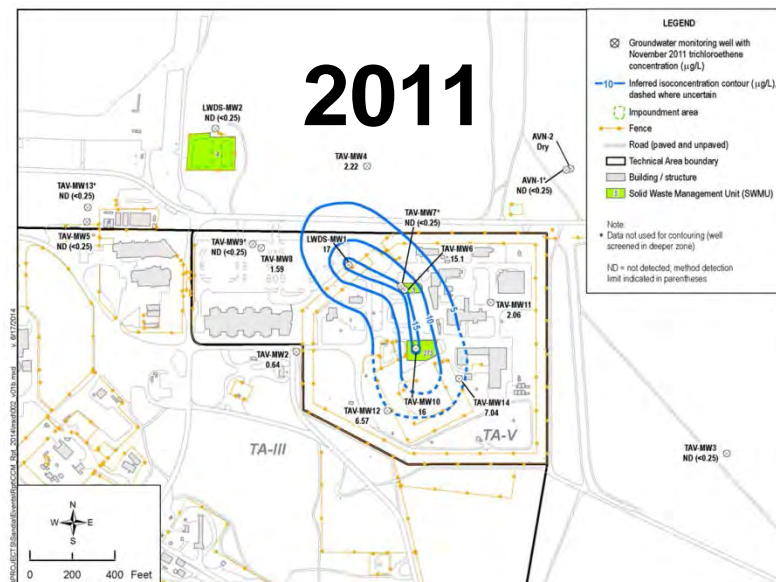 2011
LWDS-MW2
ND (<0.25)
TAV-MW4
2.22
AVN-2
Dry
AVN-1*
ND (<0.25)
TAV-MW13*
ND (<0.25)
TAV-MW5*
ND (<0.25)
TAV-MW9*
ND (<0.25)
TAV-MW8
1.59
LWDS-MW1
17
TAV-MW7*
ND (<0.25)
TAV-MW6
15.1
TAV-MW11
2.06
5
10
15
TAV-MW2
0.64
TAV-MW10
16
TAV-MW12
6.57
TAV-MW14
7.04
TA-III
TA-V
TAV-MW3
ND (<0.25)
N
W E
S
0 200 400 Feet
LEGEND
Groundwater monitoring well with
November 2011 trichloroethene
concentration (µg/L)
10 Inferred isoconcentration contour (µg/L),
dashed where uncertain
Impoundment area
Fence
Road (paved and unpaved)
Technical Area boundary
Building / structure
Solid Waste Management Unit (SWMU)
Note:
* Data not used for contouring (well
screened in deeper zone)
ND = not detected; method detection
limit indicated in parentheses